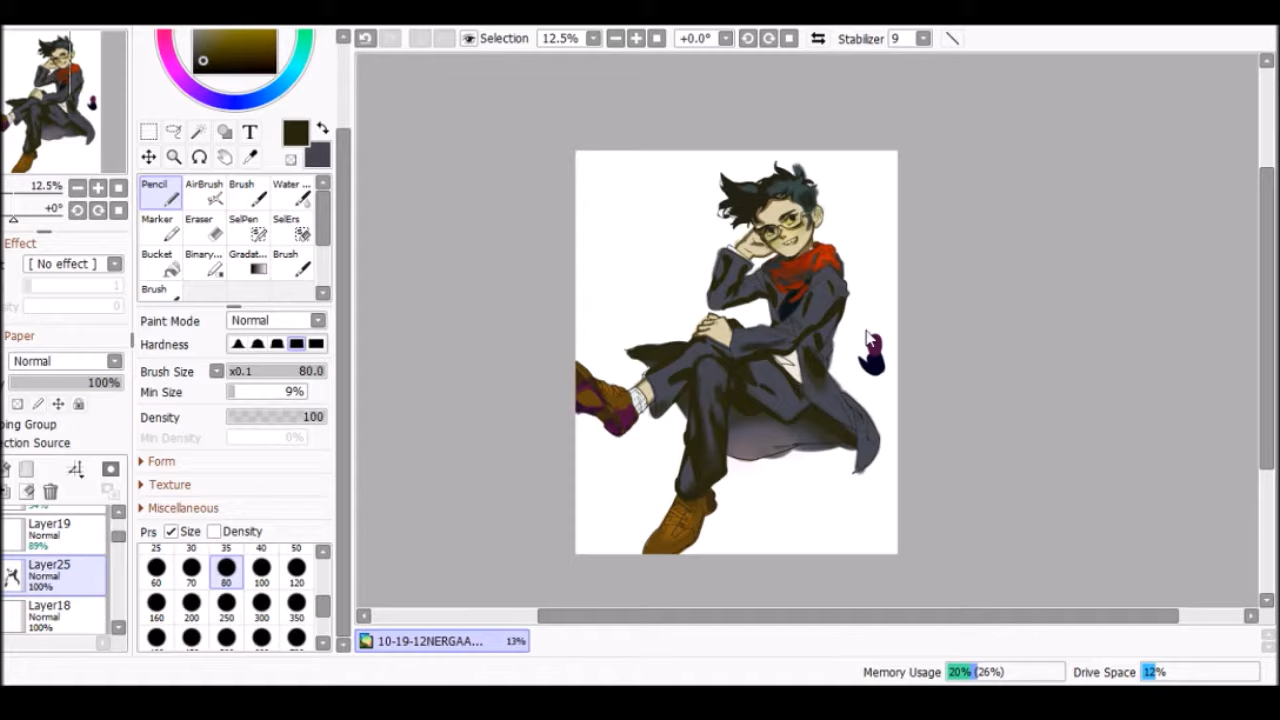 Selection 12.5% +0.0° Stabilizer 9
12.5%
+0°
Effect
[ No effect ]
1
Paper
Normal
100%
Layer19
Normal
89%
Layer25
Normal
100%
Layer18
100%
T
Pencil AirBrush Brush Water ...
Marker Eraser SelPen SelErs
Bucket Binary... Gradat... Brush
Brush
Paint Mode Normal
Hardness
Brush Size x0.1 80.0
Min Size 9%
Density 100
Min Density 0%
Form
Texture
Miscellaneous
Prs Size Density
25 30 35 40 50
60 70 80 100 120
160 200 250 300 350
10-19-12NERGAA... 13%
Memory Usage 20% (26%) Drive Space 12%